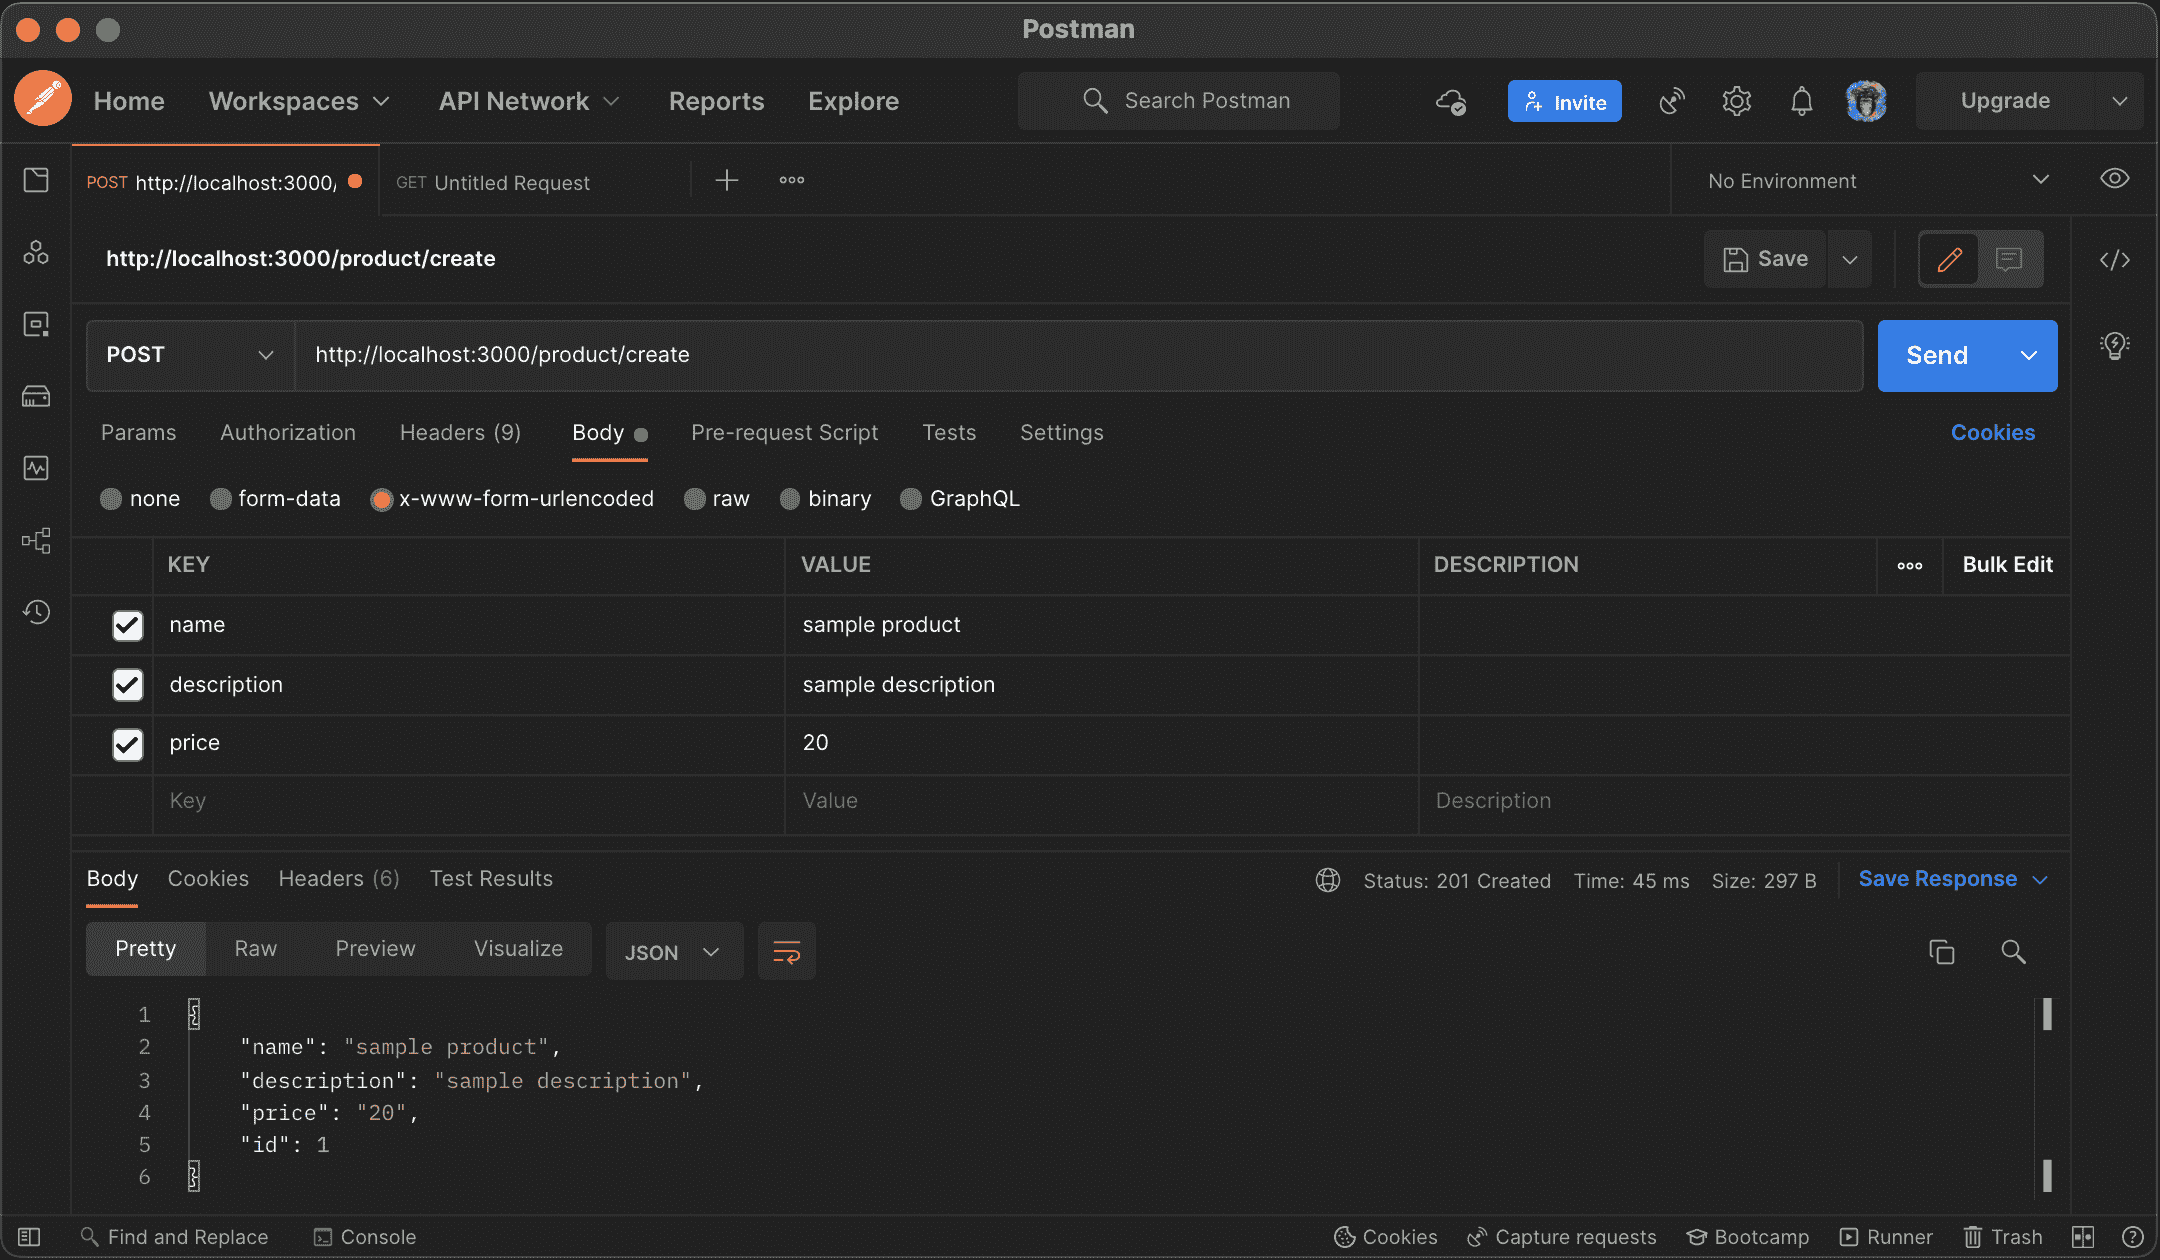 Postman
Home Workspaces API Network Reports Explore Search Postman Invite Upgrade
POST http://localhost:3000/ GET Untitled Request No Environment
http://localhost:3000/product/create Save
POST http://localhost:3000/product/create Send
Params Authorization Headers (9) Body Pre-request Script Tests Settings Cookies
none form-data x-www-form-urlencoded raw binary GraphQL
KEY VALUE DESCRIPTION Bulk Edit
name sample product
description sample description
price 20
Key Value Description
Body Cookies Headers (6) Test Results Status: 201 Created Time: 45 ms Size: 297 B Save Response
Pretty Raw Preview Visualize JSON
1 {
2 "name": "sample product",
3 "description": "sample description",
4 "price": "20",
5 "id": 1
6 }
Find and Replace Console Cookies Capture requests Bootcamp Runner Trash